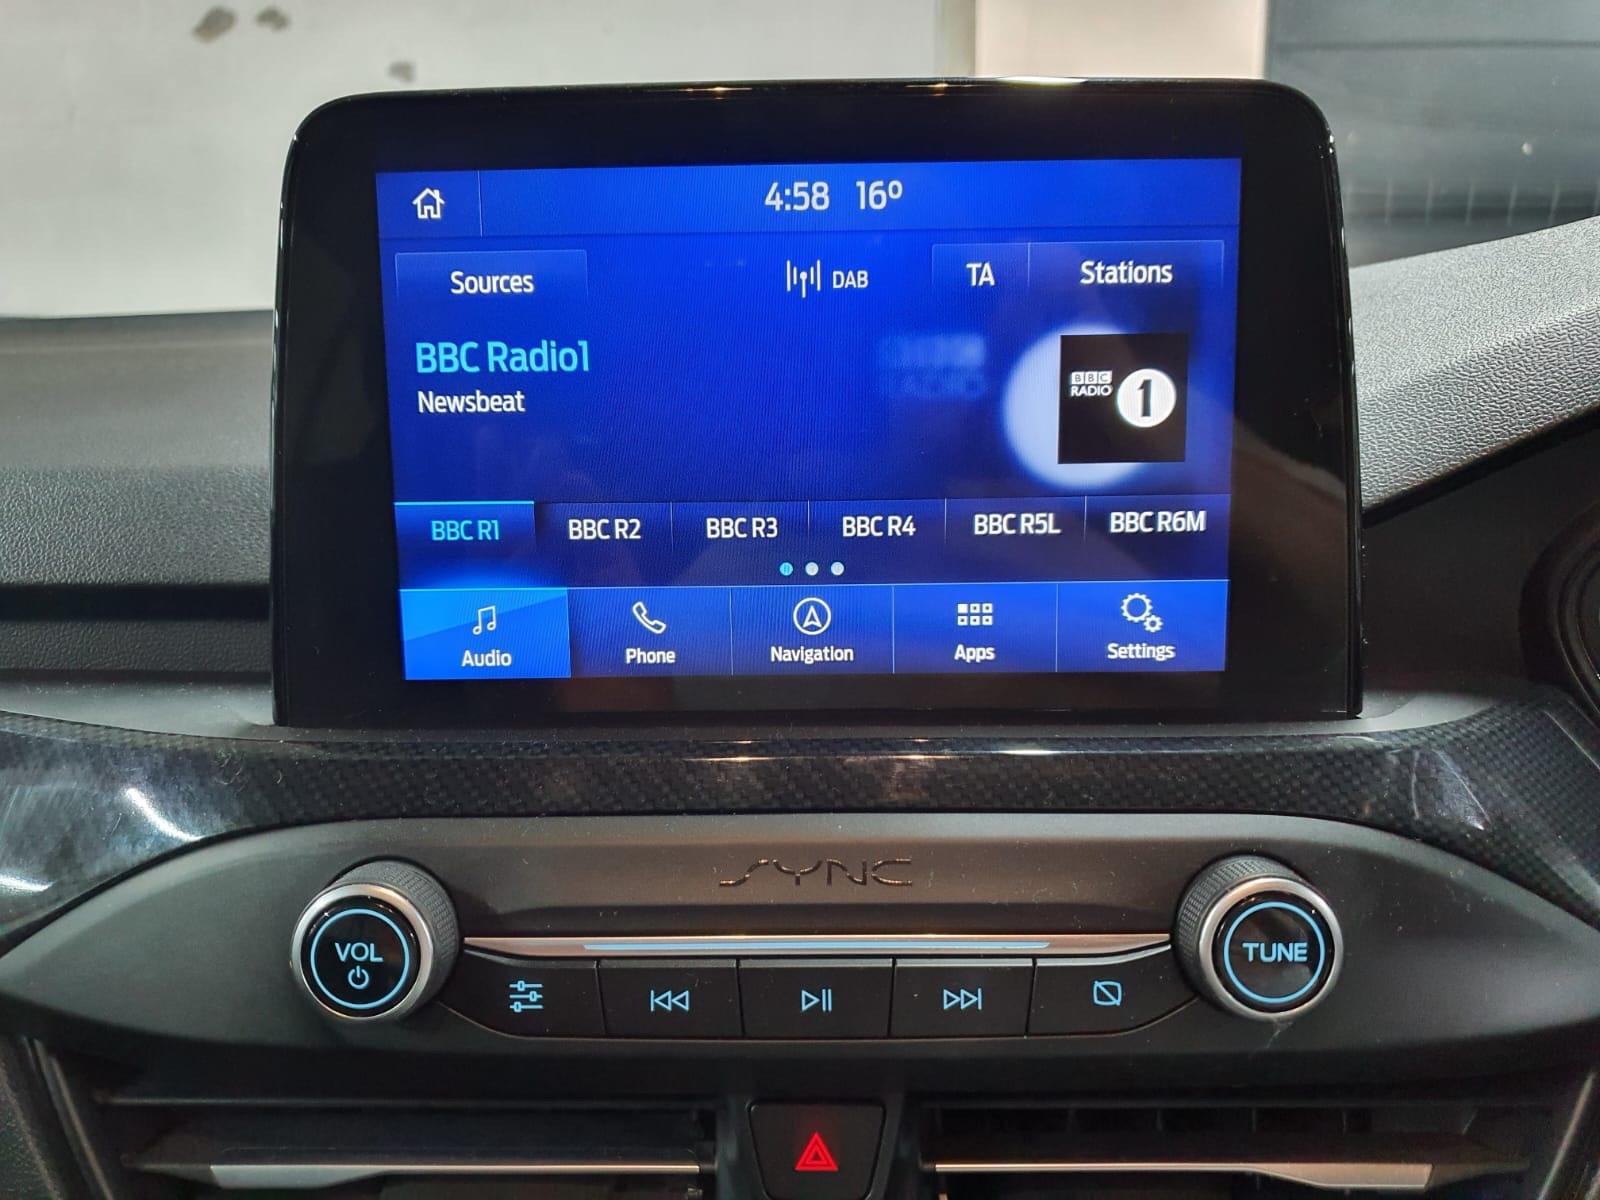 4:58 16º
Sources DAB TA Stations
BBC Radio1
Newsbeat
BBC
RADIO 1
BBC R1 BBC R2 BBC R3 BBC R4 BBC R5L BBC R6M
Audio Phone Navigation Apps Settings
SYNC
VOL TUNE